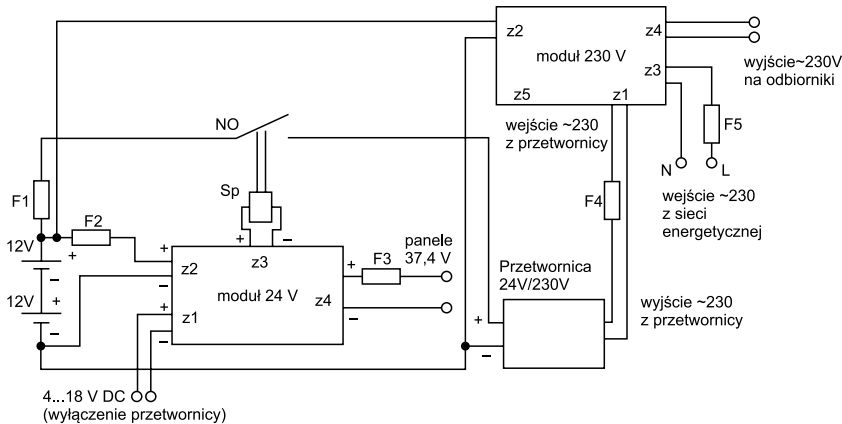 z2
moduł 230 V
z4
z3
z5
z1
wyjście~230V
na odbiorniki
wejście ~230
z przetwornicy
F5
N
L
wejście ~230
z sieci
energetycznej
F4
NO
Sp
F1
F2
12V
+
−
12V
+
−
+
−
z3
+
z2
−
moduł 24 V
+
z1
−
+
z4
−
F3
panele
37,4 V
Przetwornica
24V/230V
+
−
wyjście ~230
z przetwornicy
4...18 V DC
(wyłączenie przetwornicy)